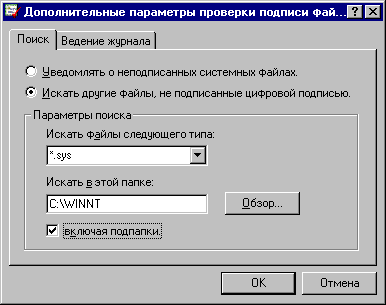 Дополнительные параметры проверки подписи фай...
Поиск
Ведение журнала
Уведомлять о неподписанных системных файлах.
Искать другие файлы, не подписанные цифровой подписью.
Параметры поиска
Искать файлы следующего типа:
*.sys
Искать в этой папке:
C:\WINNT
Обзор...
включая подпапки.
OK
Отмена